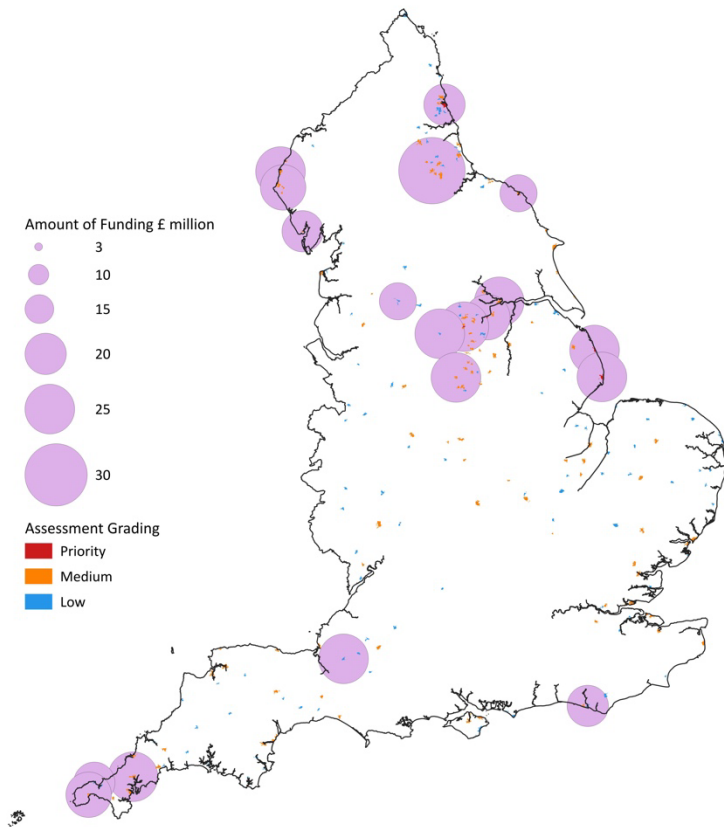 Amount of Funding £ million
3
10
15
20
25
30
Assessment Grading
Priority
Medium
Low